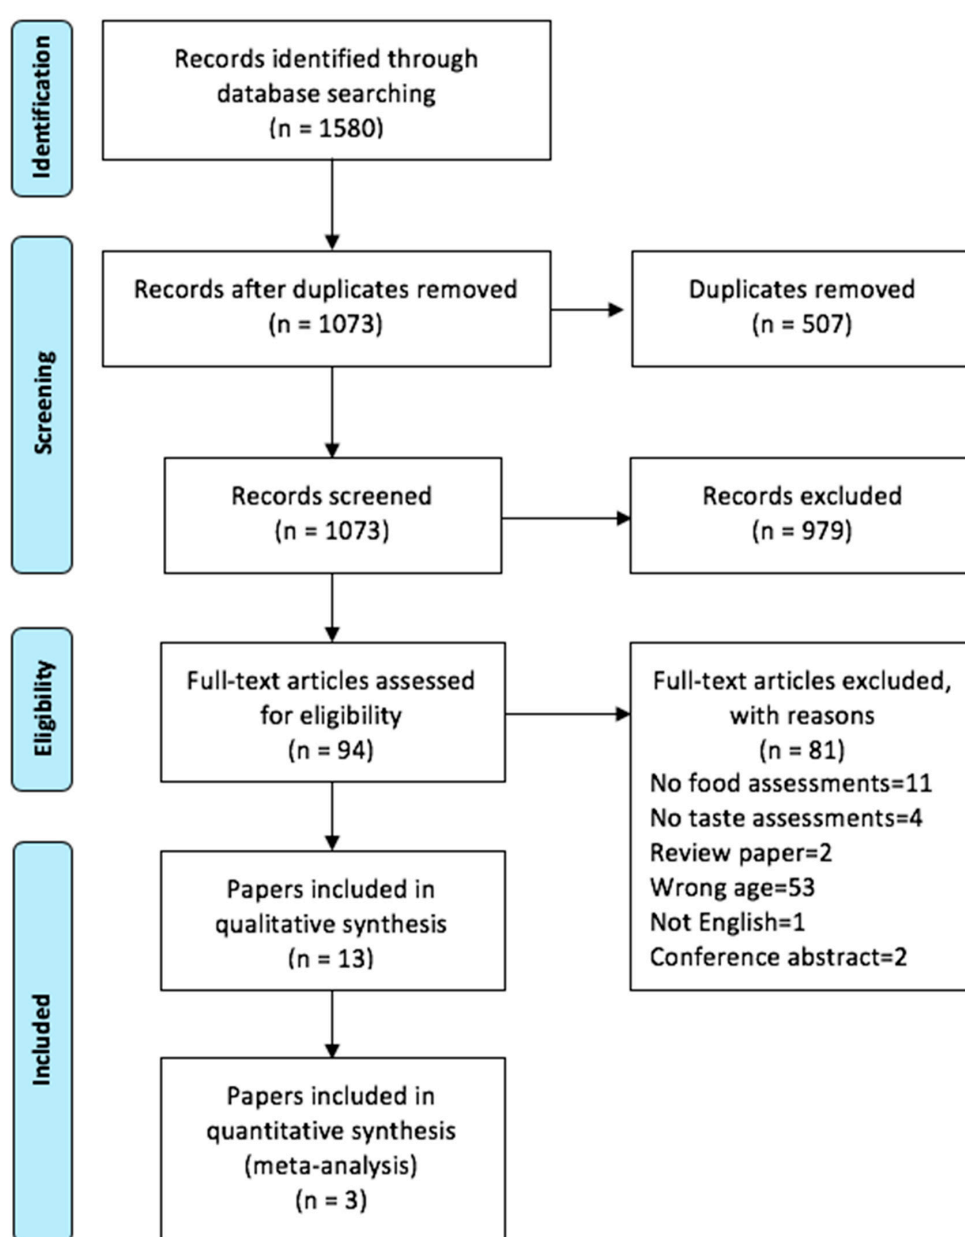 Identification
Records identified through
database searching
(n = 1580)
Screening
Records after duplicates removed
(n = 1073)
Duplicates removed
(n = 507)
Records screened
(n = 1073)
Records excluded
(n = 979)
Eligibility
Full-text articles assessed
for eligibility
(n = 94)
Full-text articles excluded,
with reasons
(n = 81)
No food assessments=11
No taste assessments=4
Review paper=2
Wrong age=53
Not English=1
Conference abstract=2
Included
Papers included in
qualitative synthesis
(n = 13)
Papers included in
quantitative synthesis
(meta-analysis)
(n = 3)